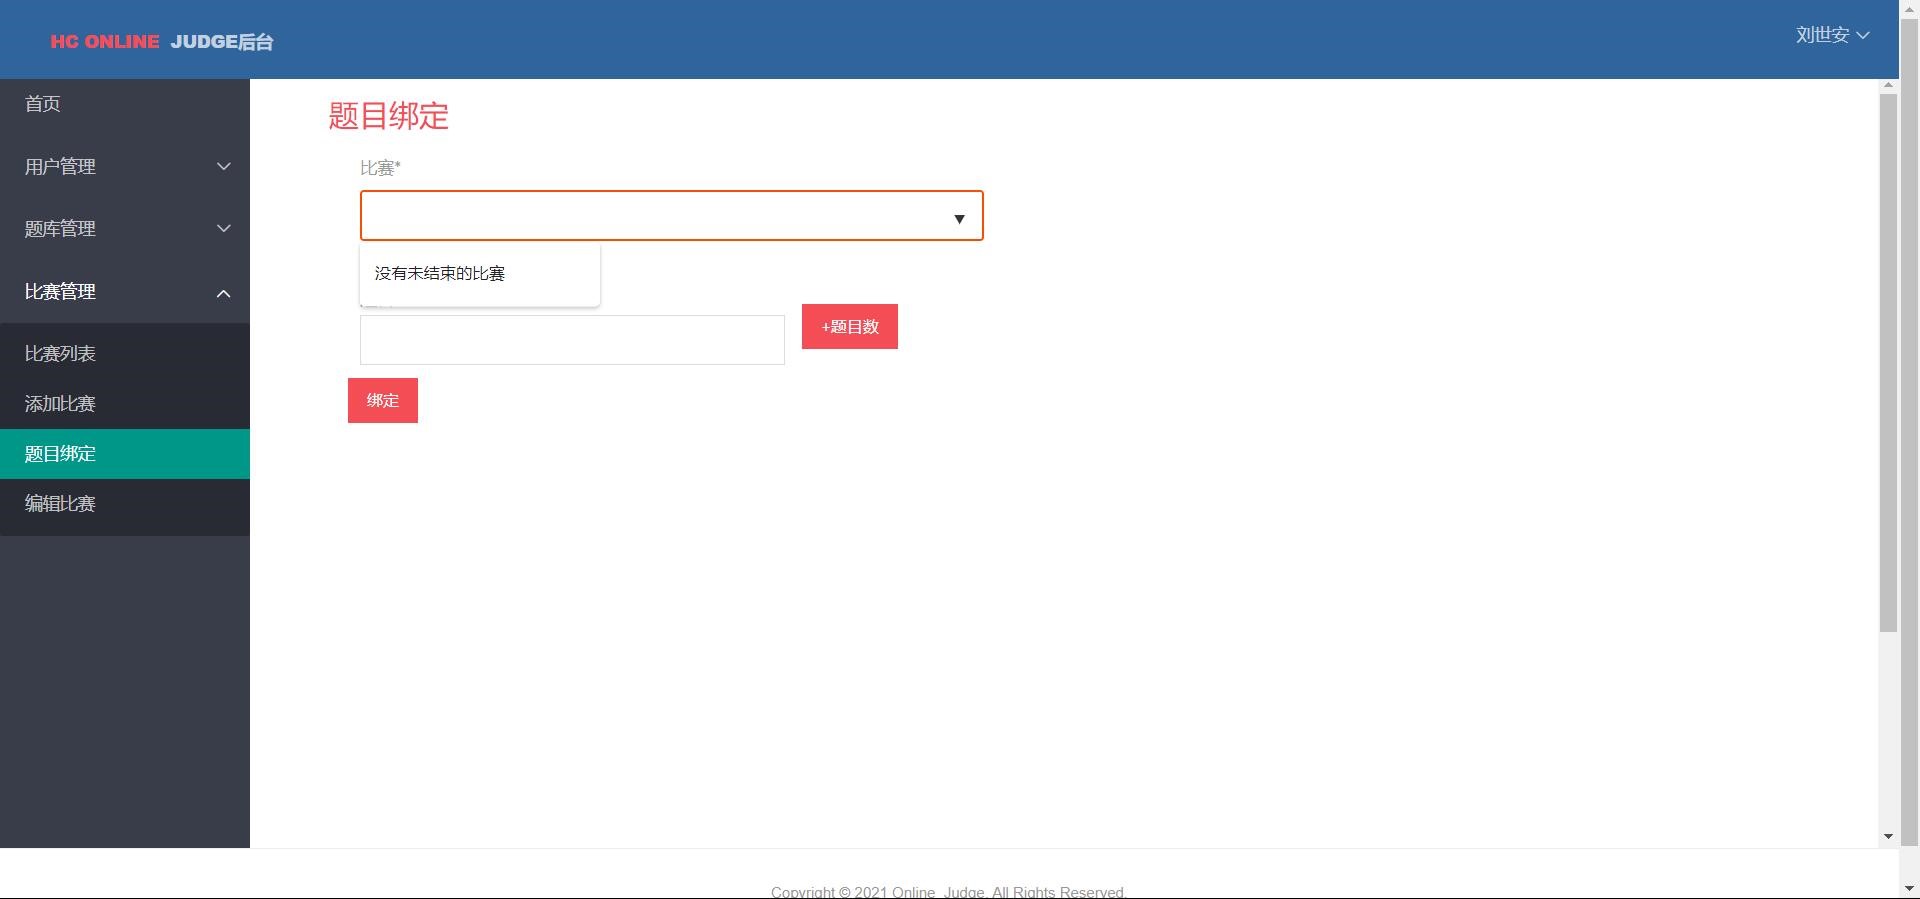 HC ONLINE JUDGE后台
刘世安
首页
用户管理
题库管理
比赛管理
比赛列表
添加比赛
题目绑定
编辑比赛
题目绑定
比赛*
没有未结束的比赛
+题目数
绑定
Copyright © 2021 Online_Judge. All Rights Reserved.